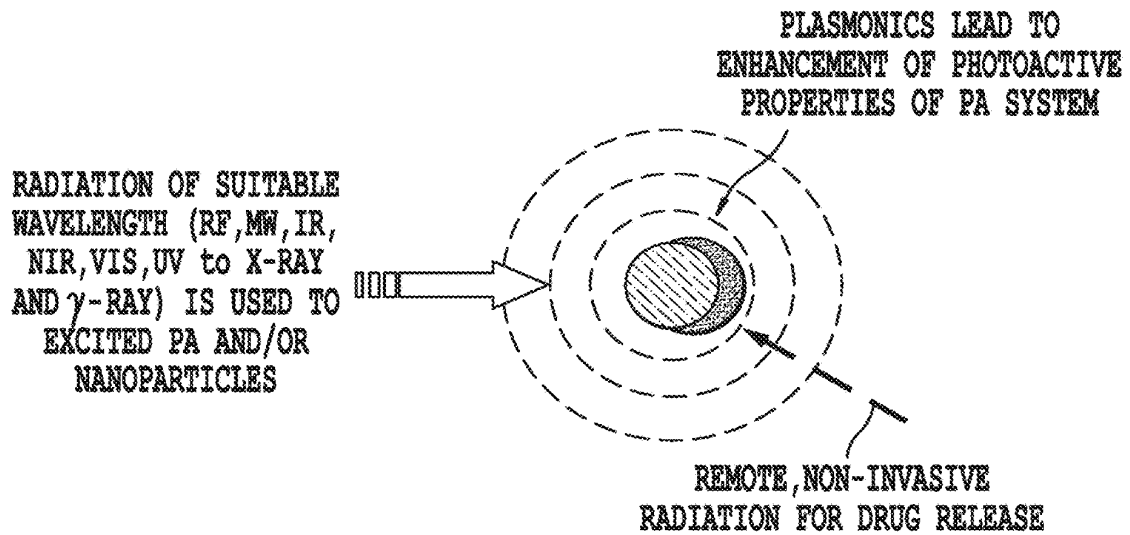 PLASMONICS LEAD TO
ENHANCEMENT OF PHOTOACTIVE
PROPERTIES OF PA SYSTEM
RADIATION OF SUITABLE
WAVELENGTH (RF,MW,IR,
NIR,VIS,UV to X-RAY
AND γ-RAY) IS USED TO
EXCITED PA AND/OR
NANOPARTICLES
REMOTE,NON-INVASIVE
RADIATION FOR DRUG RELEASE